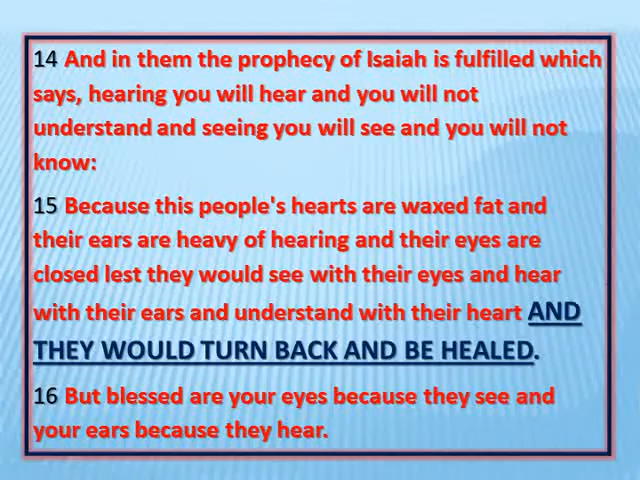 14 And in them the prophecy of Isaiah is fulfilled which
says, hearing you will hear and you will not
understand and seeing you will see and you will not
know:
15 Because this people's hearts are waxed fat and
their ears are heavy of hearing and their eyes are
closed lest they would see with their eyes and hear
with their ears and understand with their heart AND
THEY WOULD TURN BACK AND BE HEALED.
16 But blessed are your eyes because they see and
your ears because they hear.